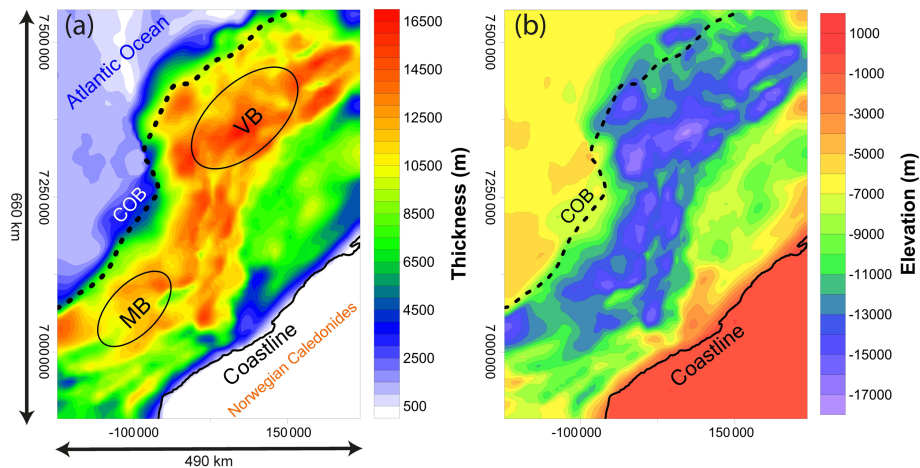 (a)
Atlantic Ocean
VB
COB
MB
Coastline
Norwegian Caledonides
7 500 000
7 250 000
7 000 000
-100 000
150 000
690 km
490 km
Thickness (m)
16500
14500
12500
10500
8500
6500
4500
2500
500
(b)
COB
Coastline
7 500 000
7 250 000
7 000 000
-100 000
150 000
Elevation (m)
1000
-1000
-3000
-5000
-7000
-9000
-11000
-13000
-15000
-17000